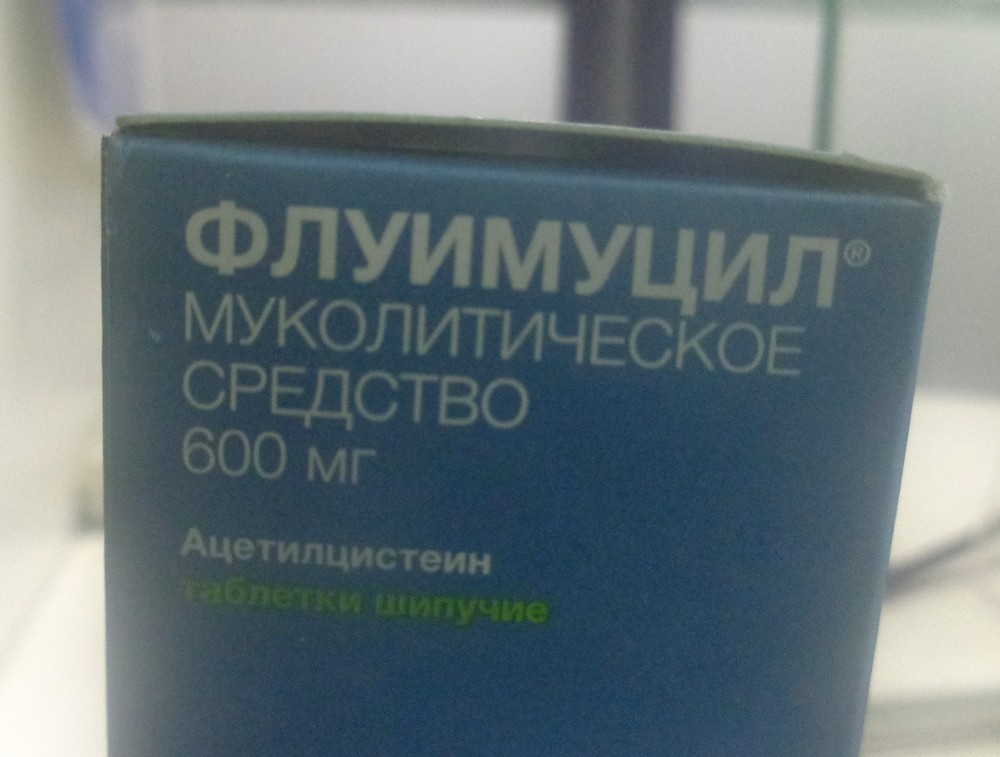 ФЛУИМУЦИЛ®
МУКОЛИТИЧЕСКОЕ
СРЕДСТВО
600 мг
Ацетилцистеин
таблетки шипучие